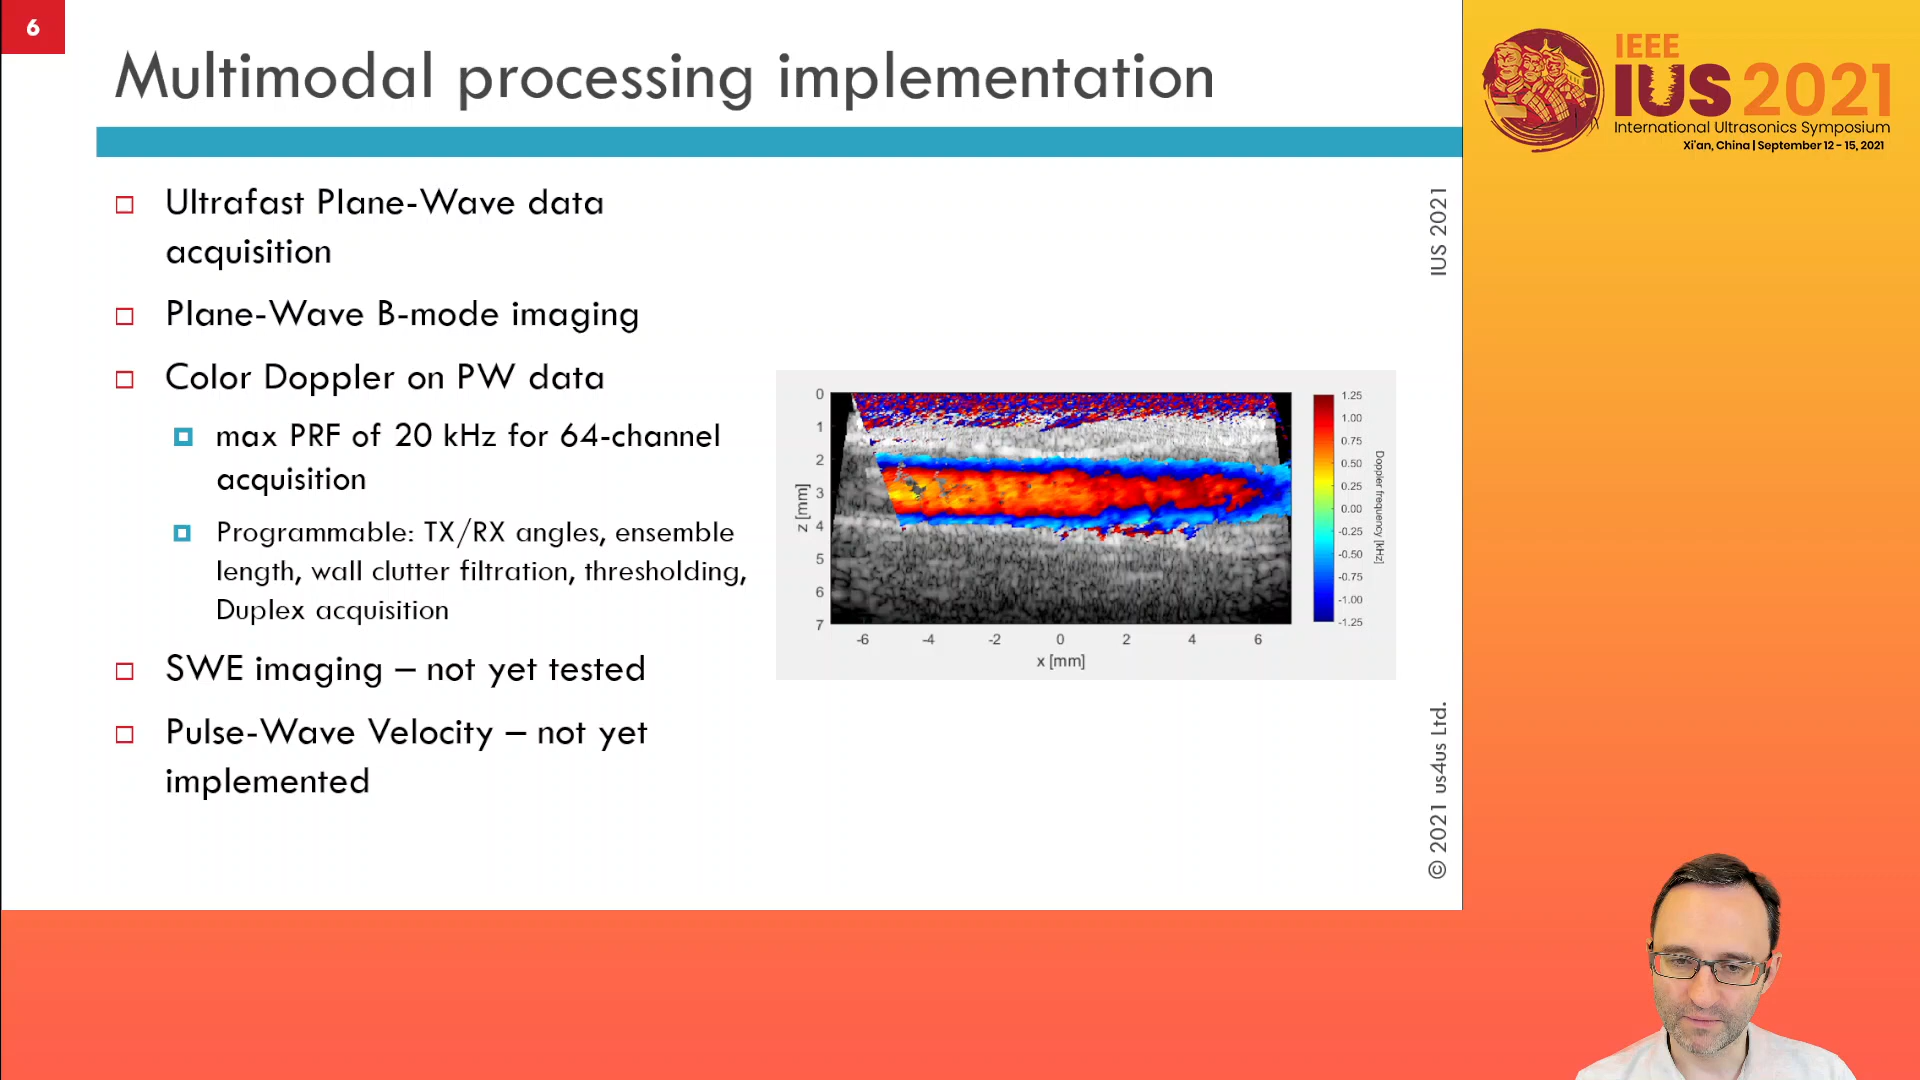 6
Multimodal processing implementation
Ultrafast Plane-Wave data
acquisition
Plane-Wave B-mode imaging
Color Doppler on PW data
max PRF of 20 kHz for 64-channel
acquisition
Programmable: TX/RX angles, ensemble
length, wall clutter filtration, thresholding,
Duplex acquisition
SWE imaging – not yet tested
Pulse-Wave Velocity – not yet
implemented
0
1
2
3
4
5
6
7
z [mm]
-6 -4 -2 0 2 4 6
x [mm]
1.25
1.00
0.75
0.50
0.25
0.00
-0.25
-0.50
-0.75
-1.00
-1.25
Doppler frequency [kHz]
IUS 2021
© 2021 us4us Ltd.
IEEE
IUS 2021
International Ultrasonics Symposium
Xi'an, China | September 12 - 15, 2021